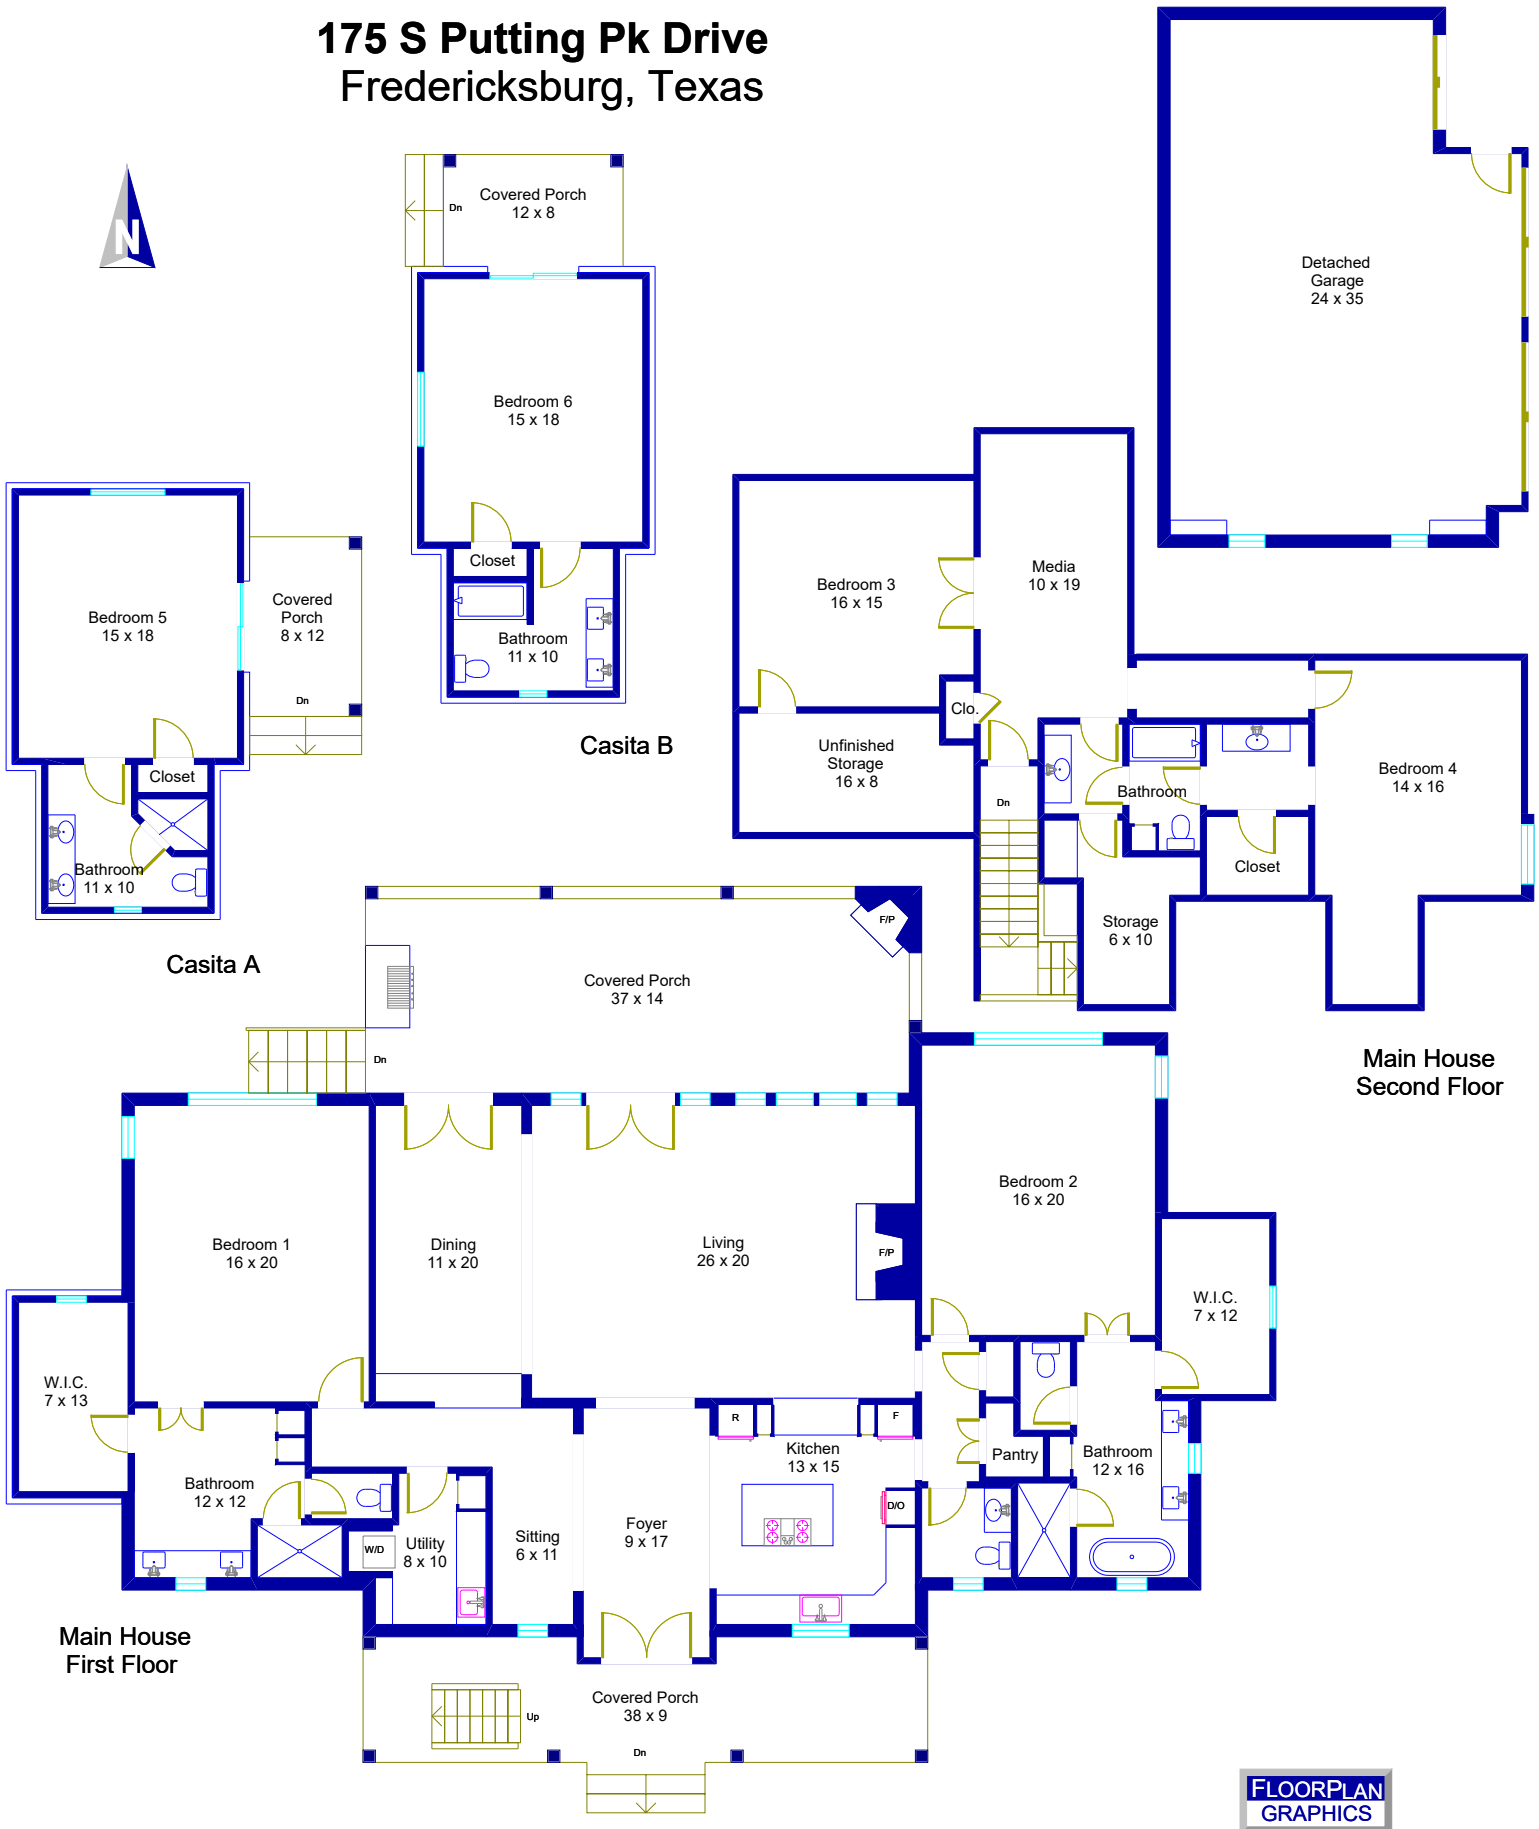 175 S Putting Pk Drive
Fredericksburg, Texas
N
Covered Porch
12 x 8
Dn
Bedroom 6
15 x 18
Closet
Bathroom
11 x 10
Casita B
Detached
Garage
24 x 35
Bedroom 5
15 x 18
Covered
Porch
8 x 12
Dn
Closet
Bathroom
11 x 10
Casita A
Bedroom 3
16 x 15
Media
10 x 19
Clo.
Unfinished
Storage
16 x 8
Dn
Bathroom
Bedroom 4
14 x 16
Closet
Storage
6 x 10
Main House
Second Floor
F/P
Covered Porch
37 x 14
Dn
Bedroom 1
16 x 20
Dining
11 x 20
Living
26 x 20
F/P
Bedroom 2
16 x 20
W.I.C.
7 x 12
W.I.C.
7 x 13
R
F
Kitchen
13 x 15
Pantry
Bathroom
12 x 16
Bathroom
12 x 12
D/O
W/D
Utility
8 x 10
Sitting
6 x 11
Foyer
9 x 17
Main House
First Floor
Covered Porch
38 x 9
Up
Dn
FLOORPLAN
GRAPHICS